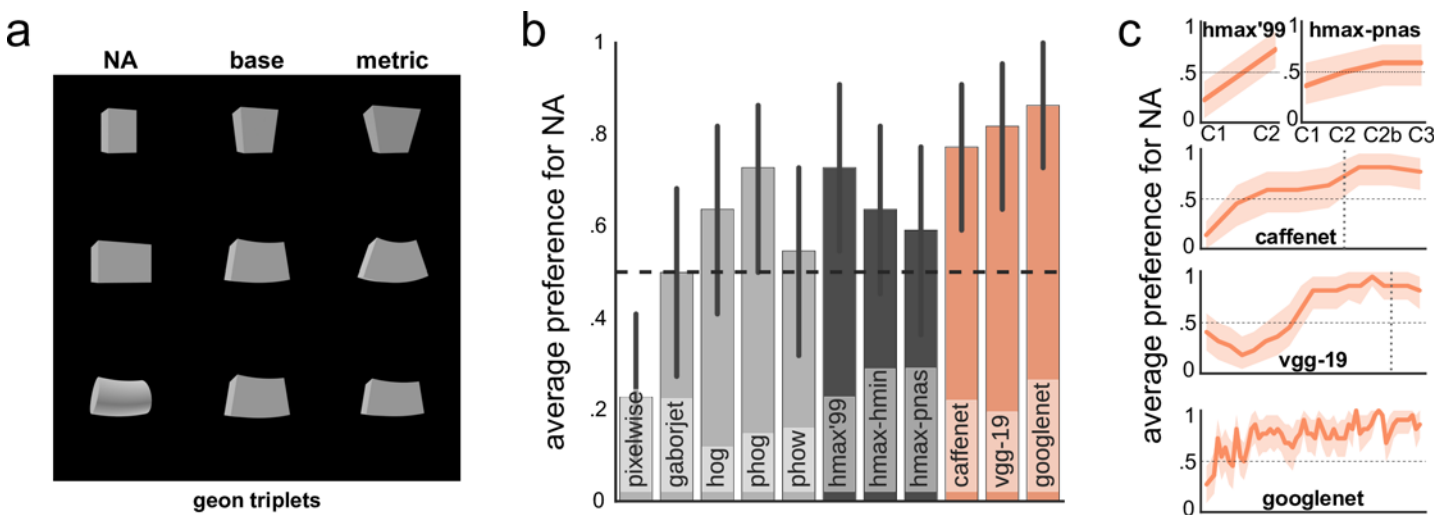 a
NA base metric
geon triplets
b
average preference for NA
1
.8
.6
.4
.2
0
pixelwise
gaborjet
hog
phog
phow
hmax'99
hmax-hmin
hmax-pnas
caffenet
vgg-19
googlenet
c
average preference for NA
hmax'99
1
.5
0
C1 C2
hmax-pnas
1
.5
0
C1 C2 C2b C3
1
.5
0
caffenet
1
.5
0
vgg-19
1
.5
0
googlenet